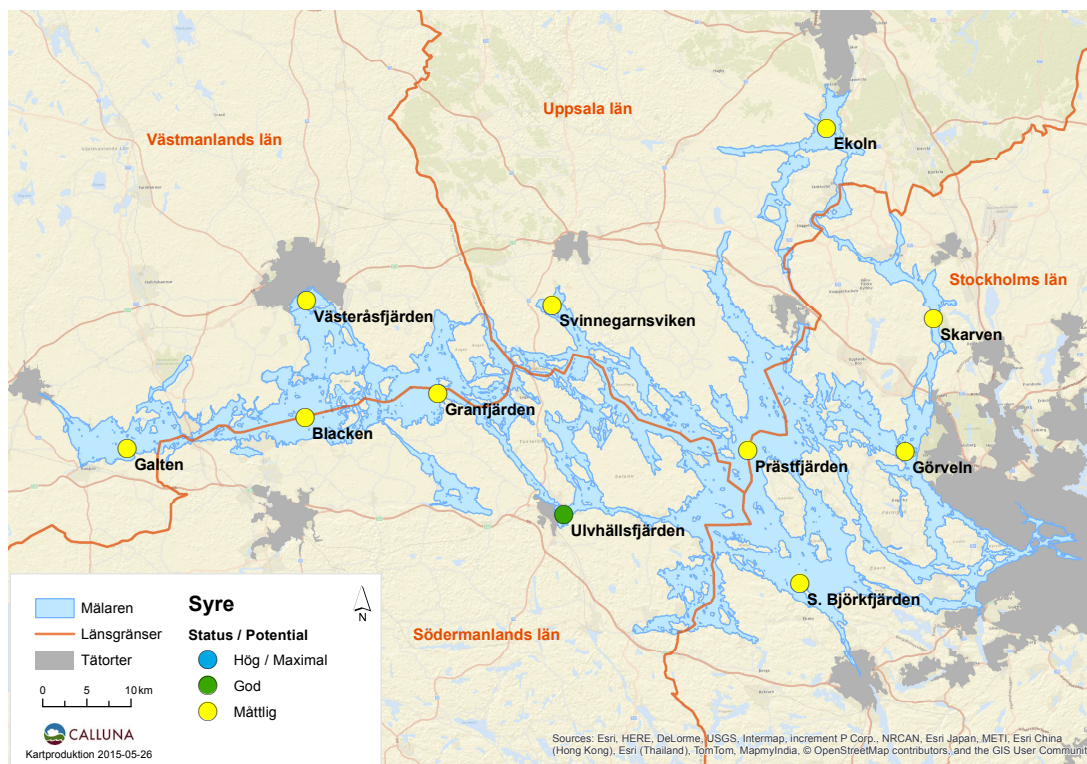 Uppsala län
Västmanlands län
Ekoln
Stockholms län
Västeråsfjärden
Svinnegarnsviken
Skarven
Granfjärden
Blacken
Galten
Prästfjärden
Görveln
Ulvhällsfjärden
S. Björkfjärden
Södermanlands län
Mälaren
Länsgränser
Tätorter
0 5 10 km
Syre
Status / Potential
Hög / Maximal
God
Måttlig
N
CALLUNA
Kartproduktion 2015-05-26
Sources: Esri, HERE, DeLorme, USGS, Intermap, increment P Corp., NRCAN, Esri Japan, METI, Esri China
(Hong Kong), Esri (Thailand), TomTom, MapmyIndia, © OpenStreetMap contributors, and the GIS User Communit